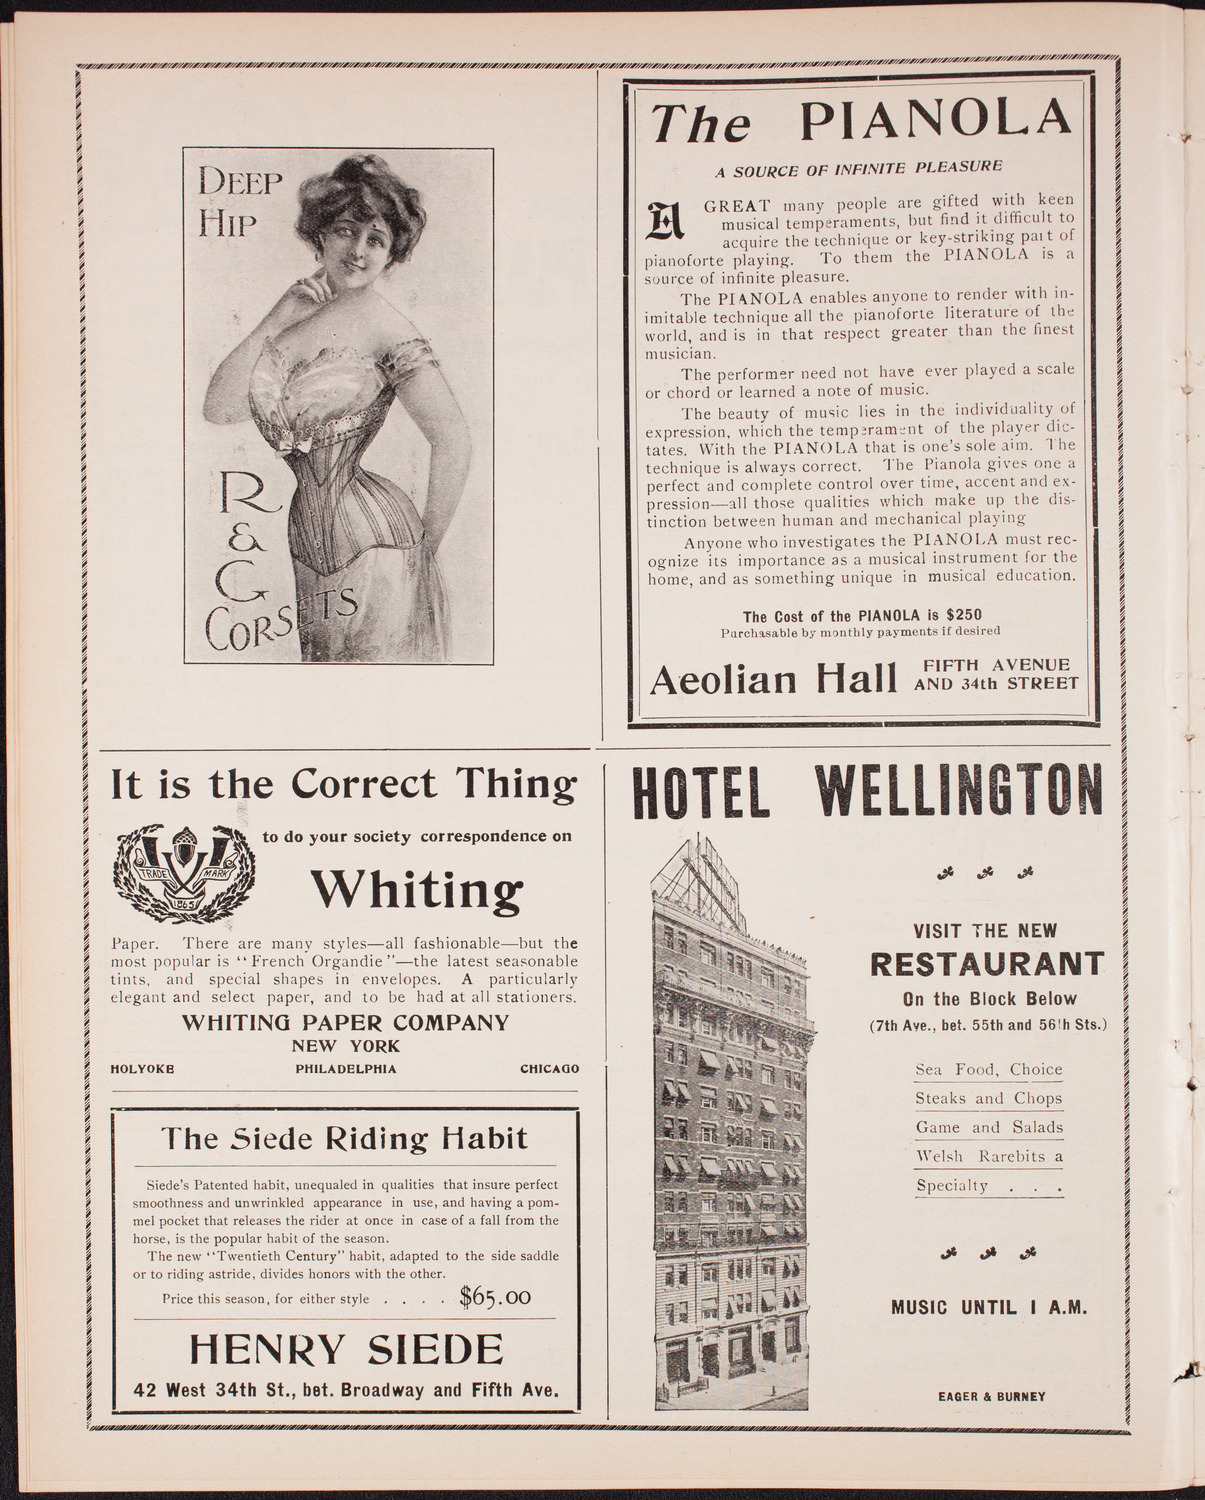 DEEP
HIP
R
&
G
CORSETS
The PIANOLA
A SOURCE OF INFINITE PLEASURE
A GREAT many people are gifted with keen
musical temperaments, but find it difficult to
acquire the technique or key-striking part of
pianoforte playing. To them the PIANOLA is a
source of infinite pleasure.
The PIANOLA enables anyone to render with in-
imitable technique all the pianoforte literature of the
world, and is in that respect greater than the finest
musician.
The performer need not have ever played a scale
or chord or learned a note of music.
The beauty of music lies in the individuality of
expression, which the temperament of the player dic-
tates. With the PIANOLA that is one's sole aim. The
technique is always correct. The Pianola gives one a
perfect and complete control over time, accent and ex-
pression—all those qualities which make up the dis-
tinction between human and mechanical playing
Anyone who investigates the PIANOLA must rec-
ognize its importance as a musical instrument for the
home, and as something unique in musical education.
The Cost of the PIANOLA is $250
Purchasable by monthly payments if desired
Aeolian Hall
FIFTH AVENUE
AND 34th STREET
It is the Correct Thing
to do your society correspondence on
TRADE MARK
1865
Whiting
Paper. There are many styles—all fashionable—but the
most popular is "French Organdie"—the latest seasonable
tints, and special shapes in envelopes. A particularly
elegant and select paper, and to be had at all stationers.
WHITING PAPER COMPANY
NEW YORK
HOLYOKE PHILADELPHIA CHICAGO
The Siede Riding Habit
Siede's Patented habit, unequaled in qualities that insure perfect
smoothness and unwrinkled appearance in use, and having a pom-
mel pocket that releases the rider at once in case of a fall from the
horse, is the popular habit of the season.
The new "Twentieth Century" habit, adapted to the side saddle
or to riding astride, divides honors with the other.
Price this season, for either style . . . . $65.00
HENRY SIEDE
42 West 34th St., bet. Broadway and Fifth Ave.
HOTEL WELLINGTON
VISIT THE NEW
RESTAURANT
On the Block Below
(7th Ave., bet. 55th and 56th Sts.)
Sea Food, Choice
Steaks and Chops
Game and Salads
Welsh Rarebits a
Specialty . . .
MUSIC UNTIL 1 A.M.
EAGER & BURNEY